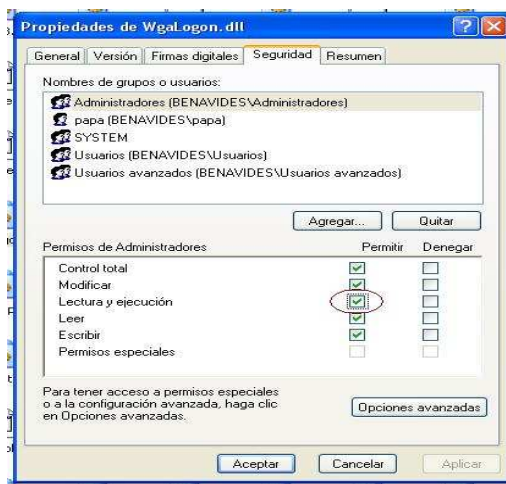 Propiedades de WgaLogon.dll
General Versión Firmas digitales Seguridad Resumen
Nombres de grupos o usuarios:
Administradores (BENAVIDES\Administradores)
papa (BENAVIDES\papa)
SYSTEM
Usuarios (BENAVIDES\Usuarios)
Usuarios avanzados (BENAVIDES\Usuarios avanzados)
Agregar... Quitar
Permisos de Administradores Permitir Denegar
Control total
Modificar
Lectura y ejecución
Leer
Escribir
Permisos especiales
Para tener acceso a permisos especiales
o a la configuración avanzada, haga clic
en Opciones avanzadas.
Opciones avanzadas
Aceptar Cancelar Aplicar